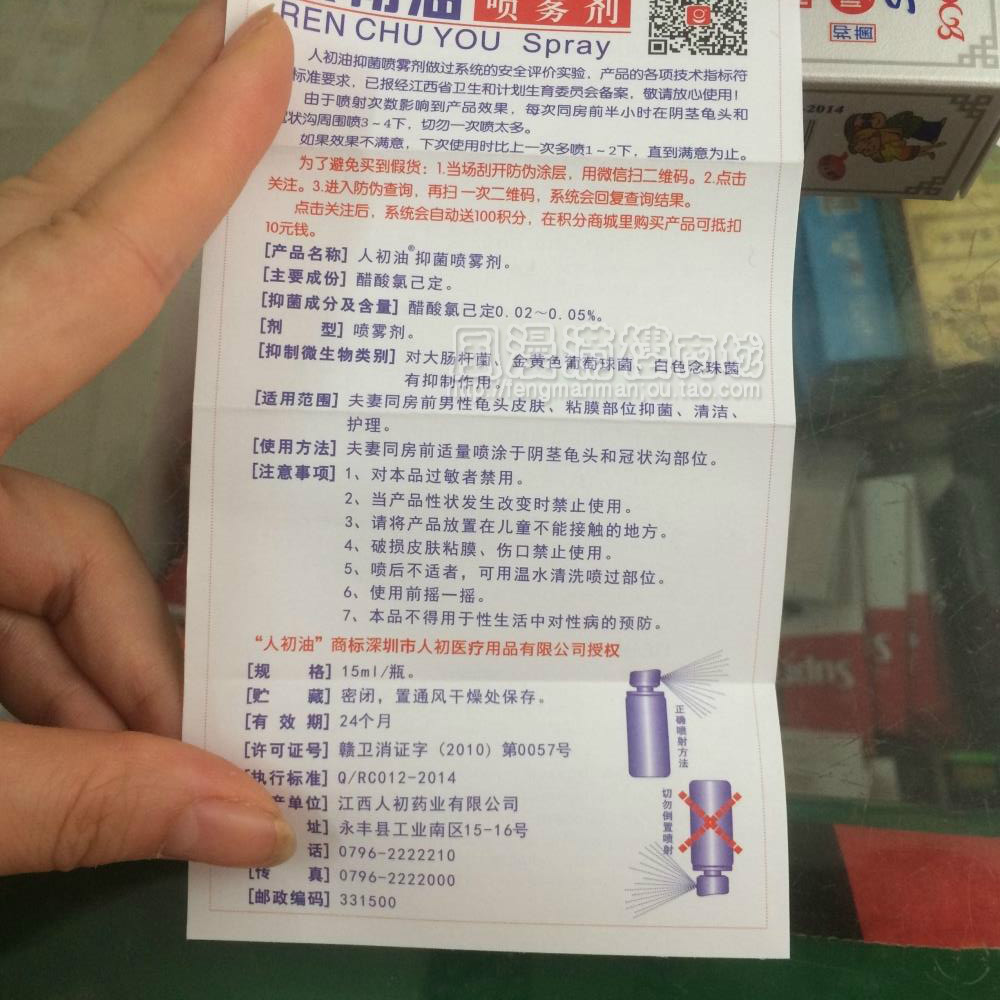 喷雾剂
REN CHU YOU Spray
人初油抑菌喷雾剂做过系统的安全评价实验，产品的各项技术指标符
标准要求，已报经江西省卫生和计划生育委员会备案，敬请放心使用！
由于喷射次数影响到产品效果，每次同房前半小时在阴茎龟头和
状沟周围喷3~4下，切勿一次喷太多。
如果效果不满意，下次使用时比上一次多喷1~2下，直到满意为止。
为了避免买到假货：1.当场刮开防伪涂层，用微信扫二维码。2.点击
关注。3.进入防伪查询，再扫一次二维码，系统会回复查询结果。
点击关注后，系统会自动送100积分，在积分商城里购买产品可抵扣
10元钱。
[产品名称] 人初油®抑菌喷雾剂。
[主要成份] 醋酸氯己定。
[抑菌成分及含量] 醋酸氯己定0.02~0.05%。
[剂 型] 喷雾剂。
[抑制微生物类别] 对大肠杆菌、金黄色葡萄球菌、白色念珠菌
有抑制作用。
[适用范围] 夫妻同房前男性龟头皮肤、粘膜部位抑菌、清洁、
护理。
[使用方法] 夫妻同房前适量喷涂于阴茎龟头和冠状沟部位。
[注意事项] 1、对本品过敏者禁用。
2、当产品性状发生改变时禁止使用。
3、请将产品放置在儿童不能接触的地方。
4、破损皮肤粘膜、伤口禁止使用。
5、喷后不适者，可用温水清洗喷过部位。
6、使用前摇一摇。
7、本品不得用于性生活中对性病的预防。
“人初油”商标深圳市人初医疗用品有限公司授权
[规 格] 15ml/瓶。
[贮 藏] 密闭，置通风干燥处保存。
[有 效 期] 24个月
[许可证号] 赣卫消证字（2010）第0057号
执行标准] Q/RC012-2014
产单位] 江西人初药业有限公司
址] 永丰县工业南区15-16号
话] 0796-2222210
[传 真] 0796-2222000
[邮政编码] 331500
正确喷射方法
切勿倒置喷射
风满满楼商城
http://fengmanmanlou.taobao.com
抑菌
-2014